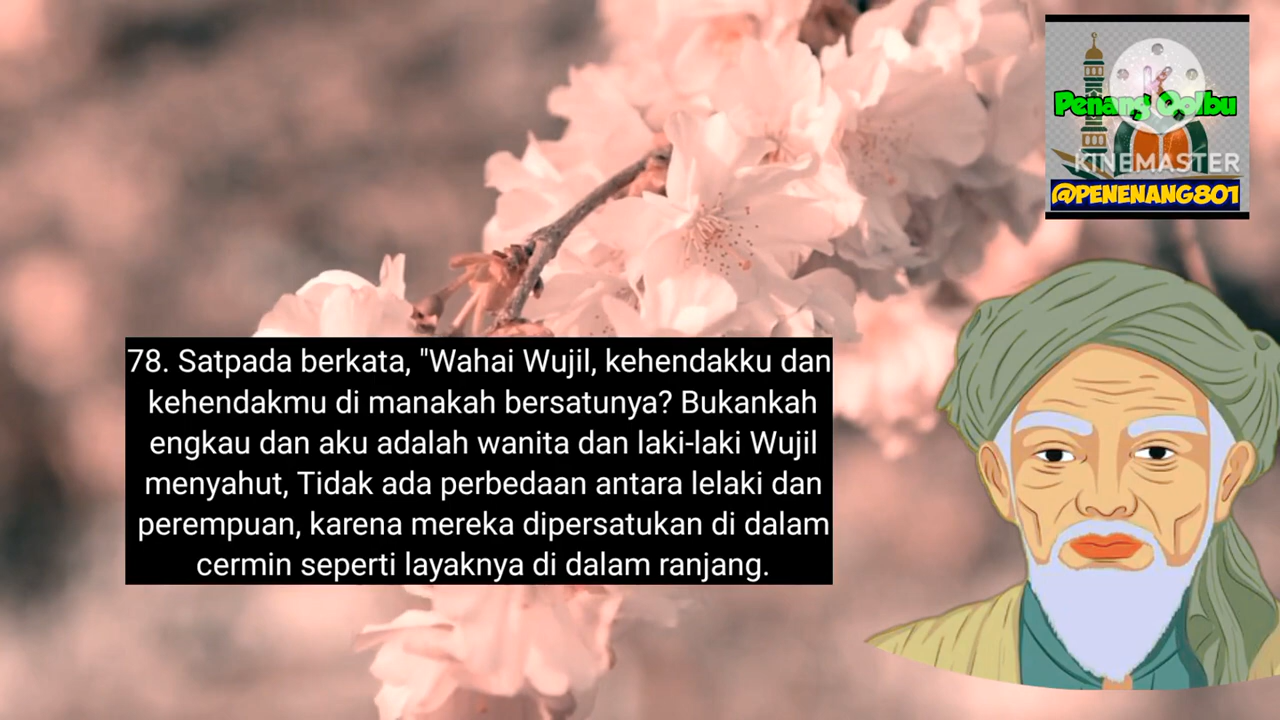 Penang Qolbu
KINEMASTER
@PENENANG801
78. Satpada berkata, "Wahai Wujil, kehendakku dan
kehendakmu di manakah bersatunya? Bukankah
engkau dan aku adalah wanita dan laki-laki Wujil
menyahut, Tidak ada perbedaan antara lelaki dan
perempuan, karena mereka dipersatukan di dalam
cermin seperti layaknya di dalam ranjang.